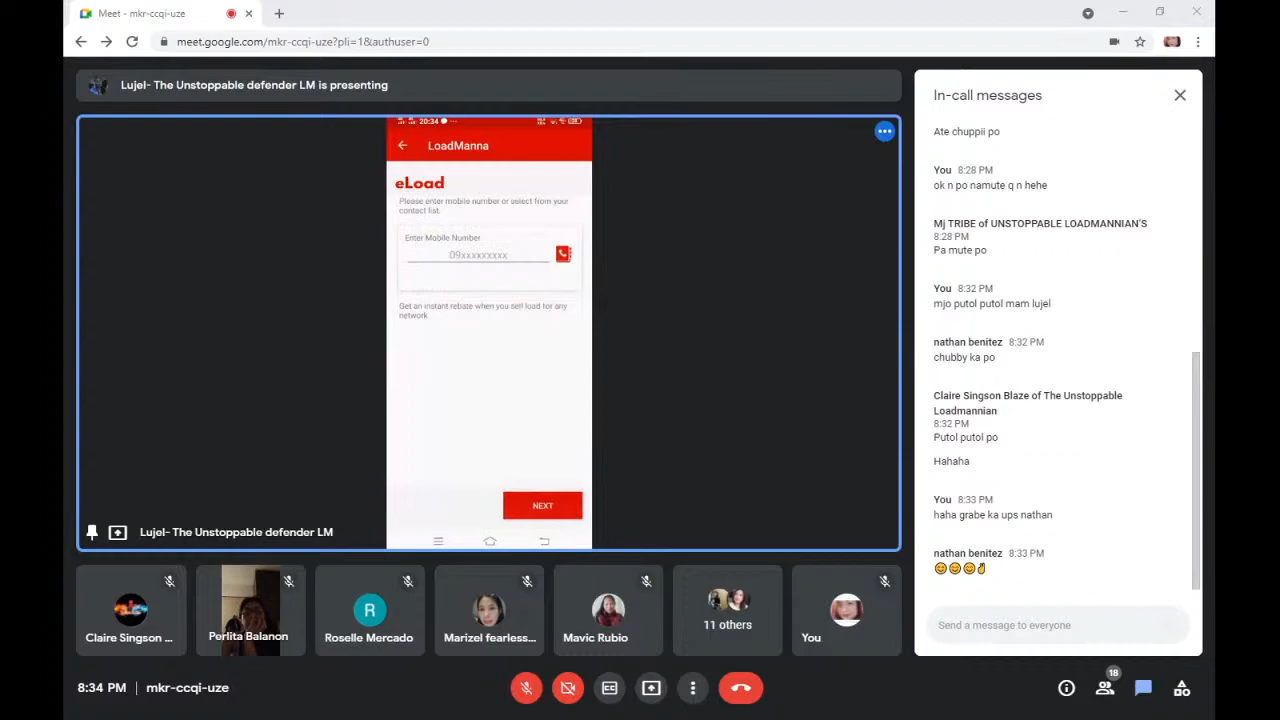 Meet - mkr-ccqi-uze
meet.google.com/mkr-ccqi-uze?pli=1&authuser=0
Lujel- The Unstoppable defender LM is presenting
20:34
LoadManna
eLoad
Please enter mobile number or select from your
contact list.
Enter Mobile Number
09xxxxxxxxx
Get an instant rebate when you sell load for any
network
NEXT
Lujel- The Unstoppable defender LM
Claire Singson ...
Perlita Balanon
R
Roselle Mercado
Marizel fearless...
Mavic Rubio
11 others
You
In-call messages
Ate chuppii po
You 8:28 PM
ok n po namute q n hehe
Mj TRIBE of UNSTOPPABLE LOADMANNIAN'S
8:28 PM
Pa mute po
You 8:32 PM
mjo putol putol mam lujel
nathan benitez 8:32 PM
chubby ka po
Claire Singson Blaze of The Unstoppable
Loadmannian
8:32 PM
Putol putol po
Hahaha
You 8:33 PM
haha grabe ka ups nathan
nathan benitez 8:33 PM
😊😊😊✌
Send a message to everyone
8:34 PM | mkr-ccqi-uze
CC
18